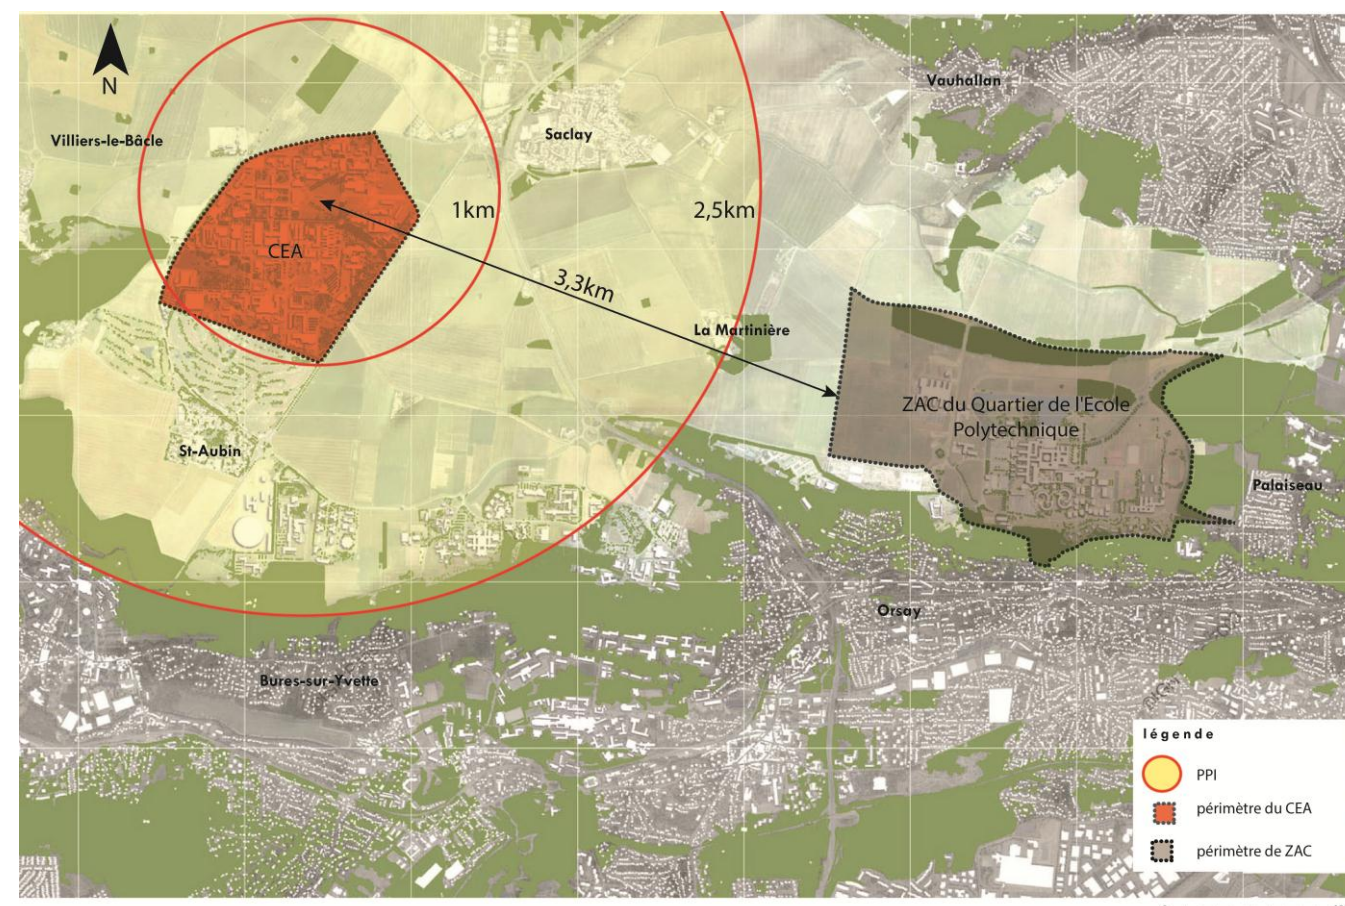 N
Vauhallan
Villiers-le-Bâcle
Saclay
1km
2,5km
CEA
3,3km
La Martinière
ZAC du Quartier de l'Ecole
Polytechnique
St-Aubin
Palaiseau
Orsay
Bures-sur-Yvette
légende
PPI
périmètre du CEA
périmètre de ZAC